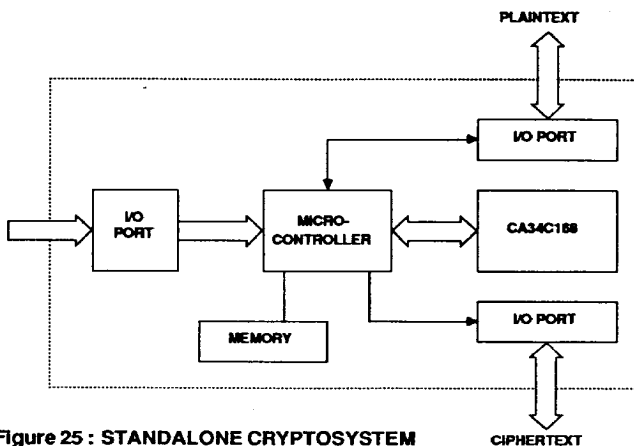 PLAINTEXT
I/O PORT
I/O
PORT
MICRO-
CONTROLLER
CA34C168
MEMORY
I/O PORT
Figure 25 : STANDALONE CRYPTOSYSTEM
CIPHERTEXT